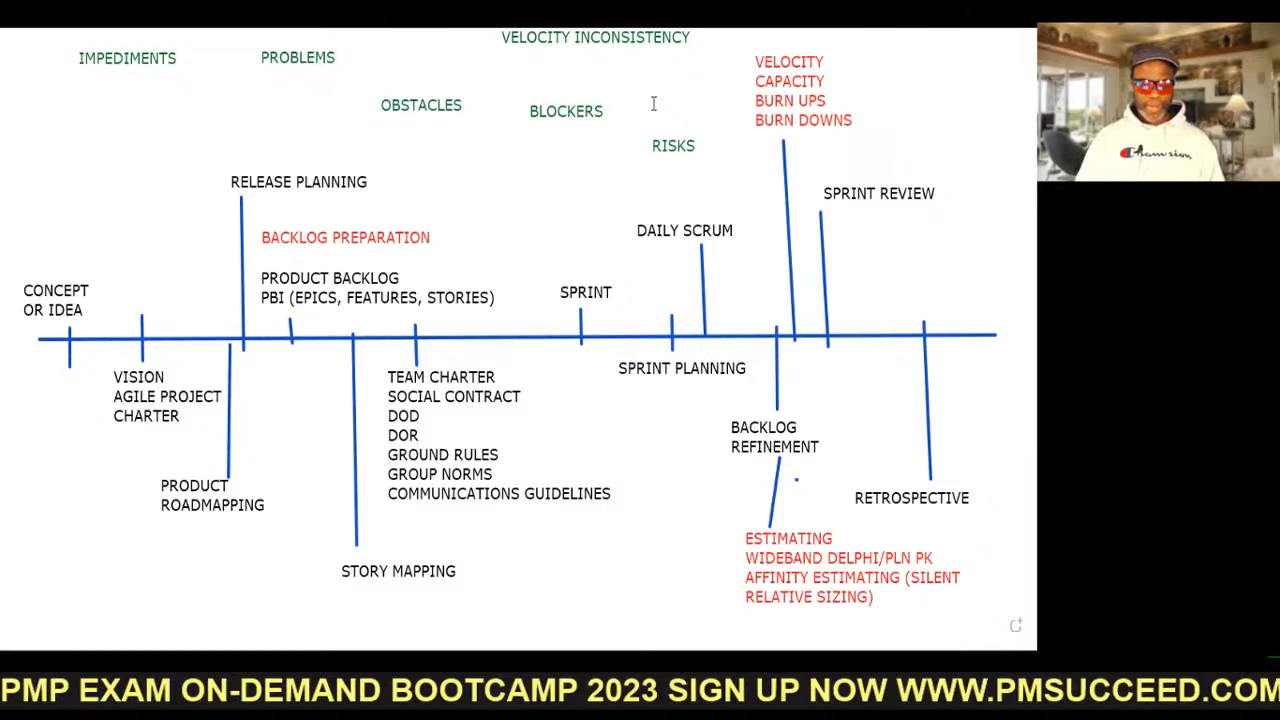 VELOCITY INCONSISTENCY
IMPEDIMENTS
PROBLEMS
OBSTACLES
BLOCKERS
RISKS
VELOCITY
CAPACITY
BURN UPS
BURN DOWNS
Champion
RELEASE PLANNING
SPRINT REVIEW
BACKLOG PREPARATION
DAILY SCRUM
PRODUCT BACKLOG
PBI (EPICS, FEATURES, STORIES)
CONCEPT
OR IDEA
SPRINT
VISION
AGILE PROJECT
CHARTER
TEAM CHARTER
SOCIAL CONTRACT
DOD
DOR
GROUND RULES
GROUP NORMS
COMMUNICATIONS GUIDELINES
SPRINT PLANNING
BACKLOG
REFINEMENT
PRODUCT
ROADMAPPING
RETROSPECTIVE
STORY MAPPING
ESTIMATING
WIDEBAND DELPHI/PLN PK
AFFINITY ESTIMATING (SILENT
RELATIVE SIZING)
PMP EXAM ON-DEMAND BOOTCAMP 2023 SIGN UP NOW WWW.PMSUCCEED.COM